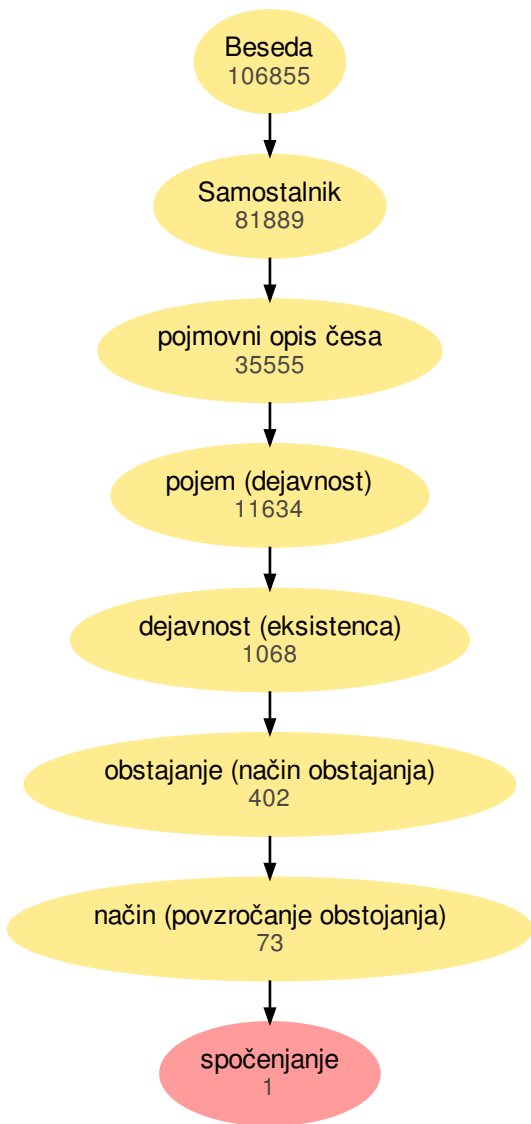 Beseda
106855
Samostalnik
81889
pojmovni opis česa
35555
pojem (dejavnost)
11634
dejavnost (eksistenca)
1068
obstajanje (način obstajanja)
402
način (povzročanje obstojanja)
73
spočenjanje
1